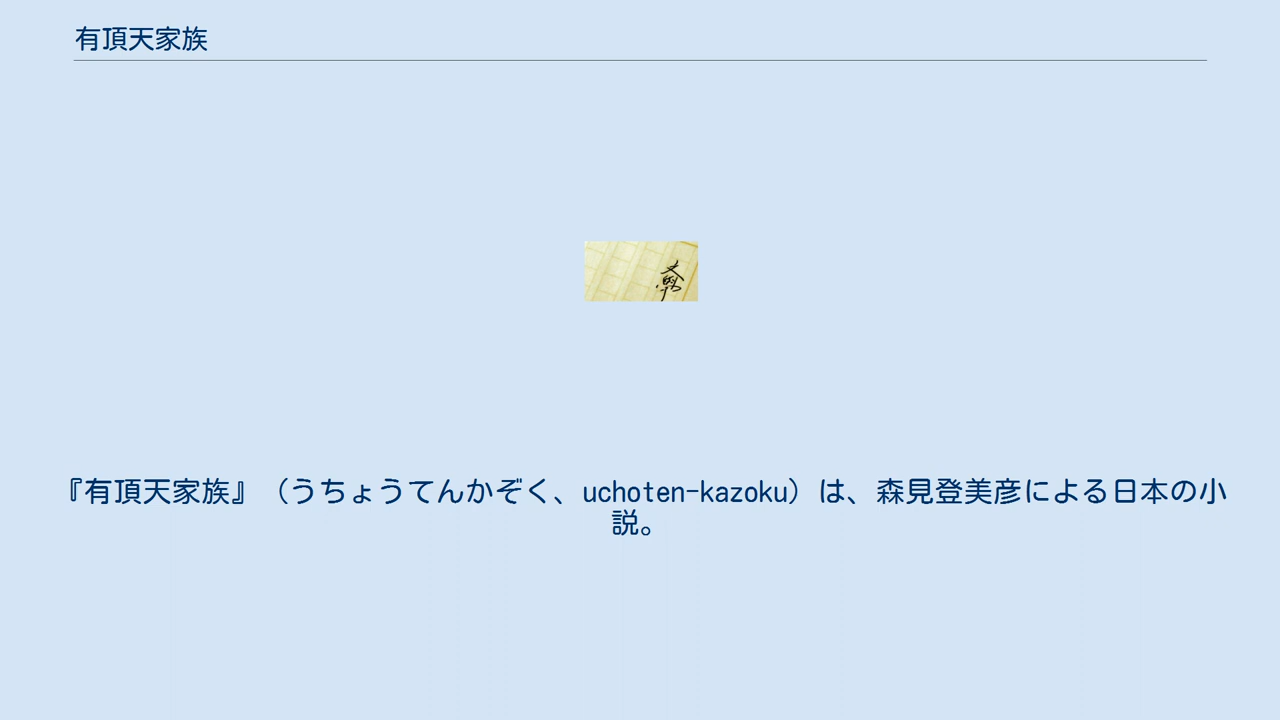 有頂天家族
『有頂天家族』（うちょうてんかぞく、uchoten-kazoku）は、森見登美彦による日本の小
説。